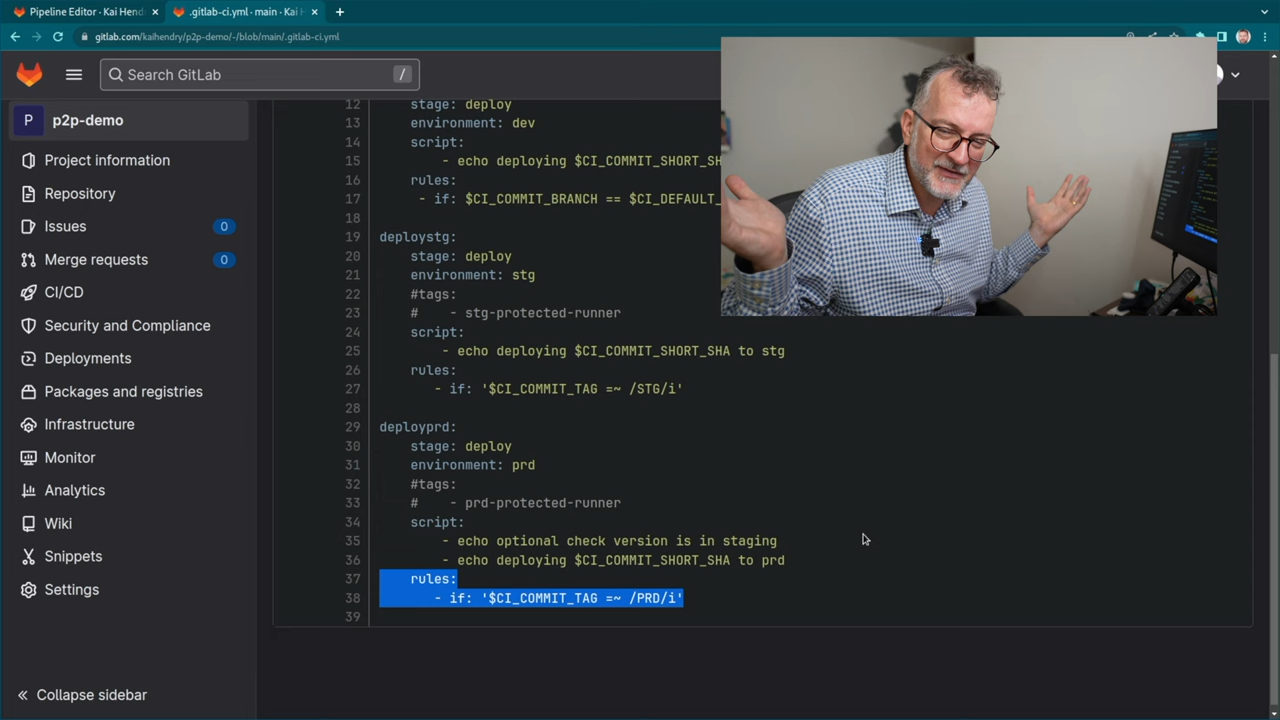 Pipeline Editor · Kai Hend
.gitlab-ci.yml · main · Kai H
gitlab.com/kaihendry/p2p-demo/-/blob/main/.gitlab-ci.yml
Search GitLab /
P p2p-demo
Project information
Repository
Issues 0
Merge requests 0
CI/CD
Security and Compliance
Deployments
Packages and registries
Infrastructure
Monitor
Analytics
Wiki
Snippets
Settings
Collapse sidebar
12 stage: deploy
13 environment: dev
14 script:
15 - echo deploying $CI_COMMIT_SHORT_SH
16 rules:
17 - if: $CI_COMMIT_BRANCH == $CI_DEFAULT_
18
19 deploystg:
20 stage: deploy
21 environment: stg
22 #tags:
23 # - stg-protected-runner
24 script:
25 - echo deploying $CI_COMMIT_SHORT_SHA to stg
26 rules:
27 - if: '$CI_COMMIT_TAG =~ /STG/i'
28
29 deployprd:
30 stage: deploy
31 environment: prd
32 #tags:
33 # - prd-protected-runner
34 script:
35 - echo optional check version is in staging
36 - echo deploying $CI_COMMIT_SHORT_SHA to prd
37 rules:
38 - if: '$CI_COMMIT_TAG =~ /PRD/i'
39